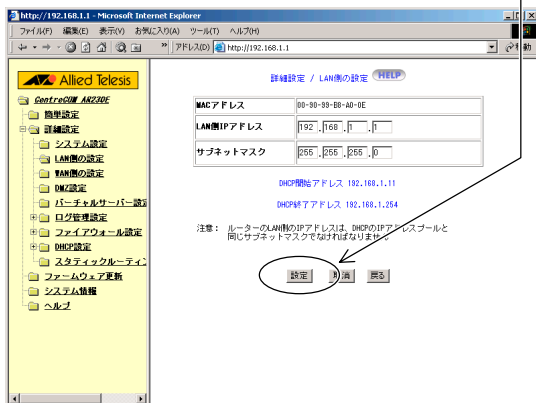 http://192.168.1.1 - Microsoft Internet Explorer
ファイル(F) 編集(E) 表示(V) お気に入り(A) ツール(T) ヘルプ(H)
アドレス(D) http://192.168.1.1 移動
Allied Telesis
CentreCOM AR230E
簡単設定
詳細設定
システム設定
LAN側の設定
WAN側の設定
DMZ設定
バーチャルサーバー設定
ログ管理設定
ファイアウォール設定
DHCP設定
スタティックルーティ
ファームウェア更新
システム情報
ヘルプ
詳細設定 / LAN側の設定 HELP
MACアドレス 00-90-99-B8-A0-0E
LAN側IPアドレス 192 . 168 . 1 . 1
サブネットマスク 255 . 255 . 255 . 0
DHCP開始アドレス 192.168.1.11
DHCP終了アドレス 192.168.1.254
注意： ルーターのLAN側のIPアドレスは、DHCPのIPアドレスプールと
同じサブネットマスクでなければなりません
設定 取消 戻る